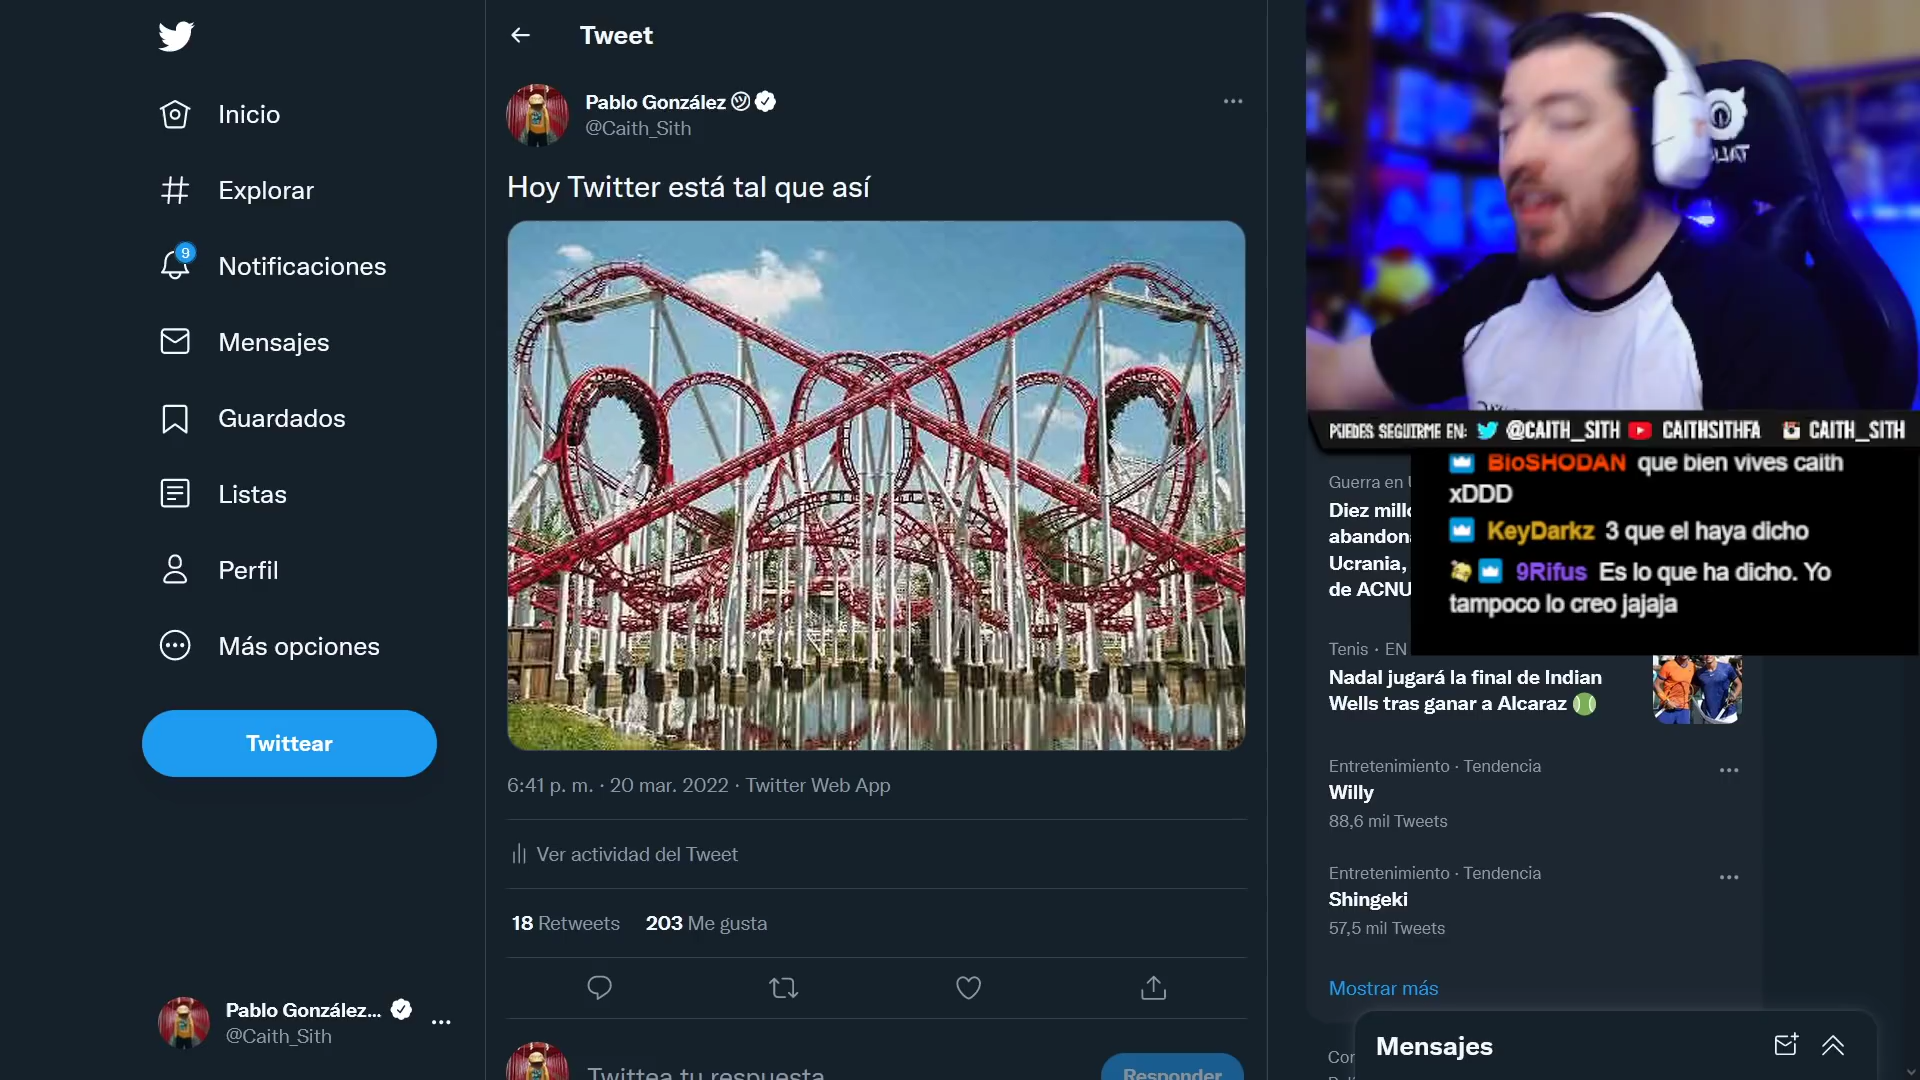 Inicio
Explorar
9
Notificaciones
Mensajes
Guardados
Listas
Perfil
Más opciones
Twittear
Pablo González...
@Caith_Sith
Tweet
Pablo González
@Caith_Sith
Hoy Twitter está tal que así
6:41 p. m. · 20 mar. 2022 · Twitter Web App
Ver actividad del Tweet
18 Retweets 203 Me gusta
Twittea tu respuesta
Responder
PUEDES SEGUIRME EN: @CAITH_SITH CAITHSITHFA CAITH_SITH
BioSHODAN que bien vives caith
xDDD
KeyDarkz 3 que el haya dicho
9Rifus Es lo que ha dicho. Yo
tampoco lo creo jajaja
Guerra en
Diez
Ucrania,
de
Tenis · EN
Nadal jugará la final de Indian
Wells tras ganar a Alcaraz
Entretenimiento · Tendencia
Willy
88,6 mil Tweets
Entretenimiento · Tendencia
Shingeki
57,5 mil Tweets
Mostrar más
Mensajes